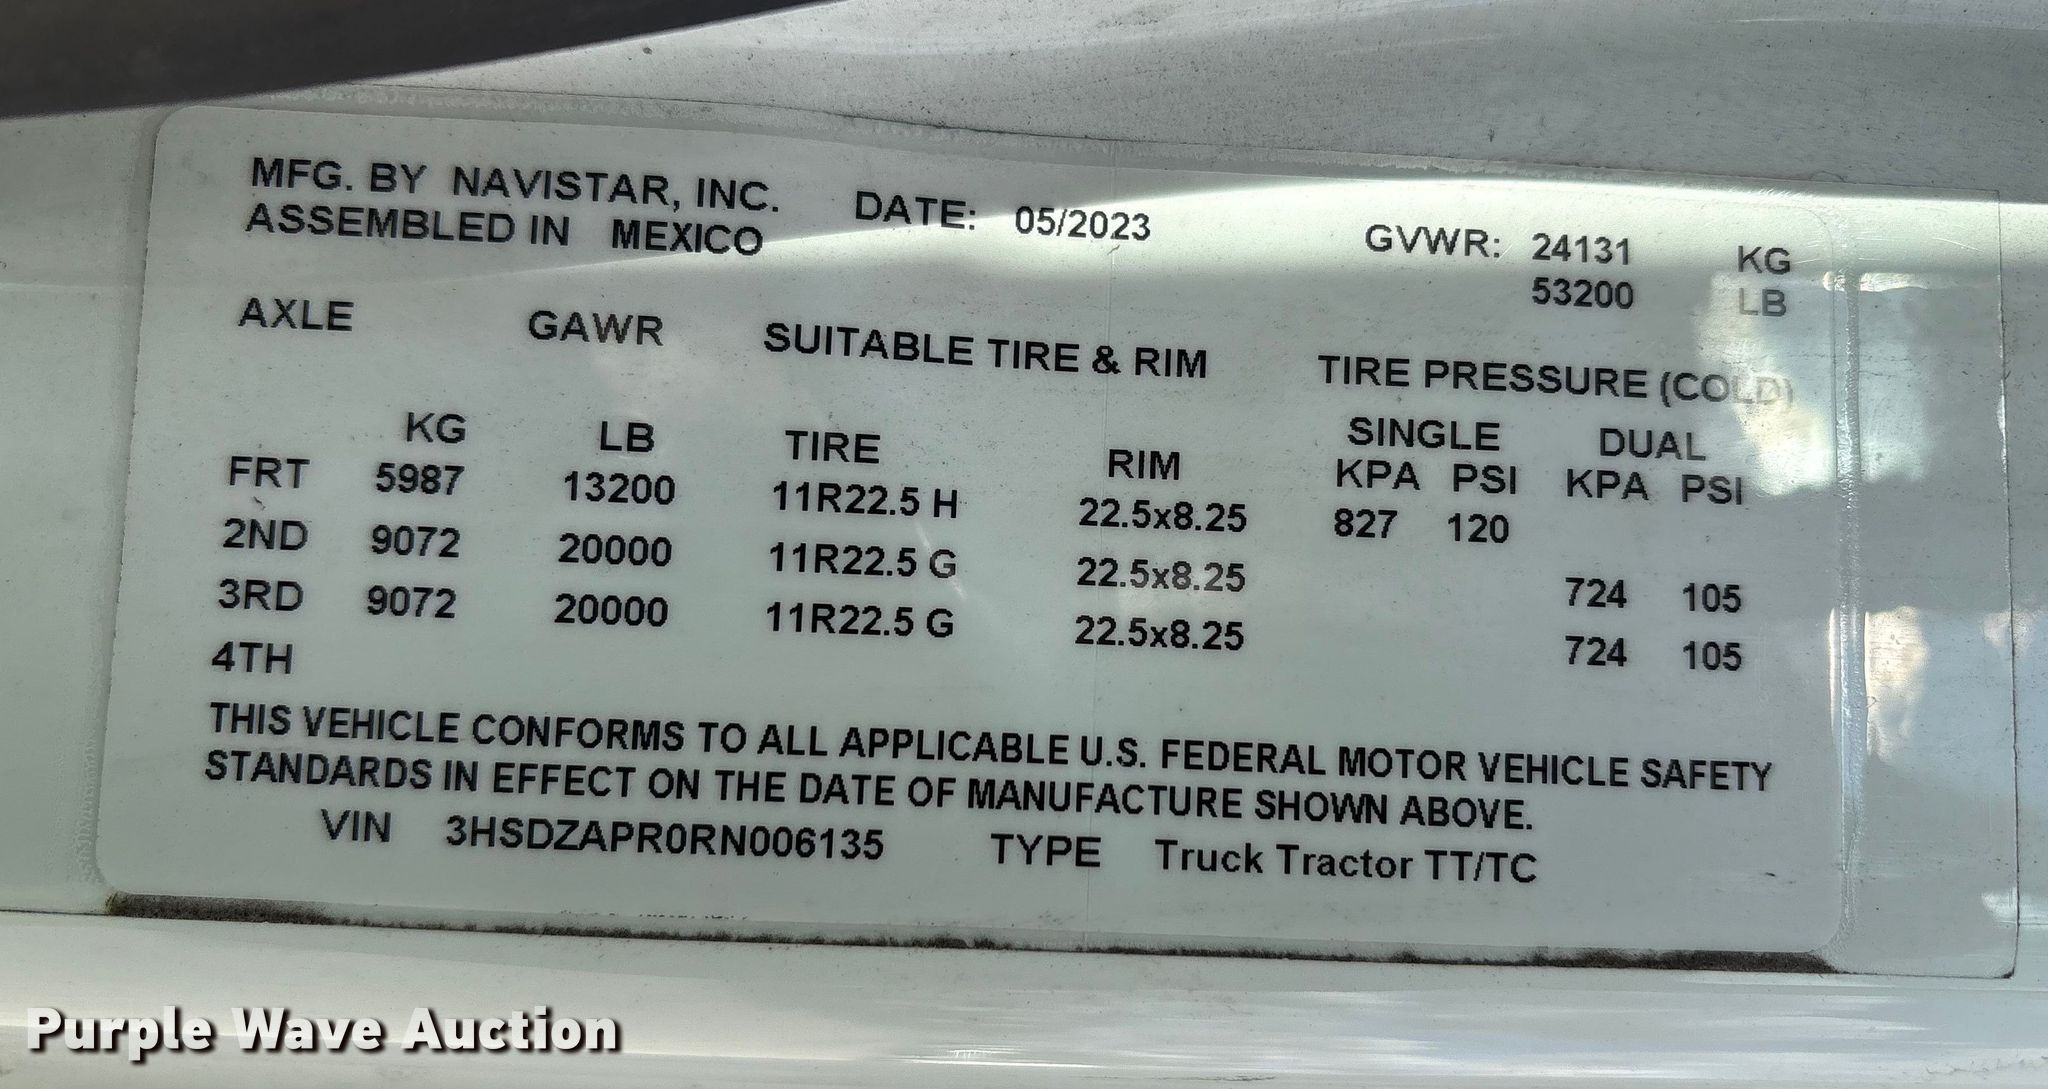 MFG. BY NAVISTAR, INC. DATE: 05/2023 GVWR: 24131 KG
ASSEMBLED IN MEXICO 53200 LB
AXLE GAWR SUITABLE TIRE & RIM TIRE PRESSURE (COLD)
SINGLE DUAL
KG LB TIRE RIM KPA PSI KPA PSI
FRT 5987 13200 11R22.5 H 22.5x8.25 827 120
2ND 9072 20000 11R22.5 G 22.5x8.25 724 105
3RD 9072 20000 11R22.5 G 22.5x8.25 724 105
4TH
THIS VEHICLE CONFORMS TO ALL APPLICABLE U.S. FEDERAL MOTOR VEHICLE SAFETY
STANDARDS IN EFFECT ON THE DATE OF MANUFACTURE SHOWN ABOVE.
VIN 3HSDZAPR0RN006135 TYPE Truck Tractor TT/TC
Purple Wave Auction